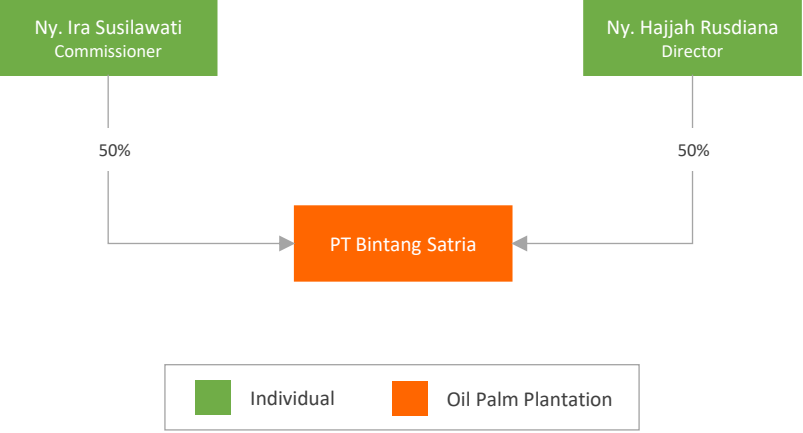 Ny. Ira Susilawati
Commissioner
Ny. Hajjah Rusdiana
Director
50%
50%
PT Bintang Satria
Individual
Oil Palm Plantation